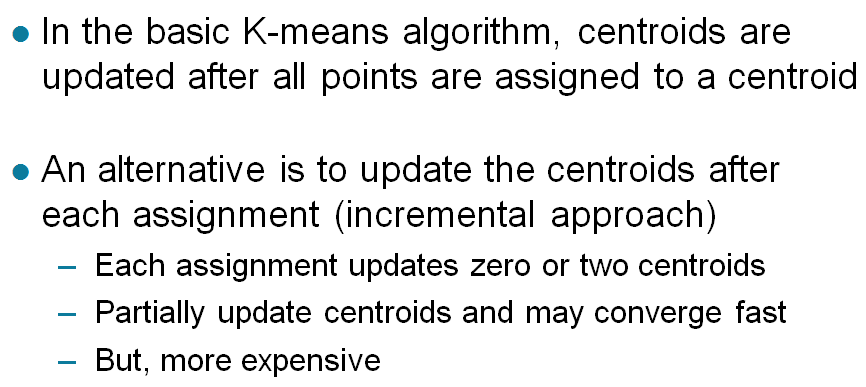 ● In the basic K-means algorithm, centroids are
updated after all points are assigned to a centroid
● An alternative is to update the centroids after
each assignment (incremental approach)
– Each assignment updates zero or two centroids
– Partially update centroids and may converge fast
– But, more expensive